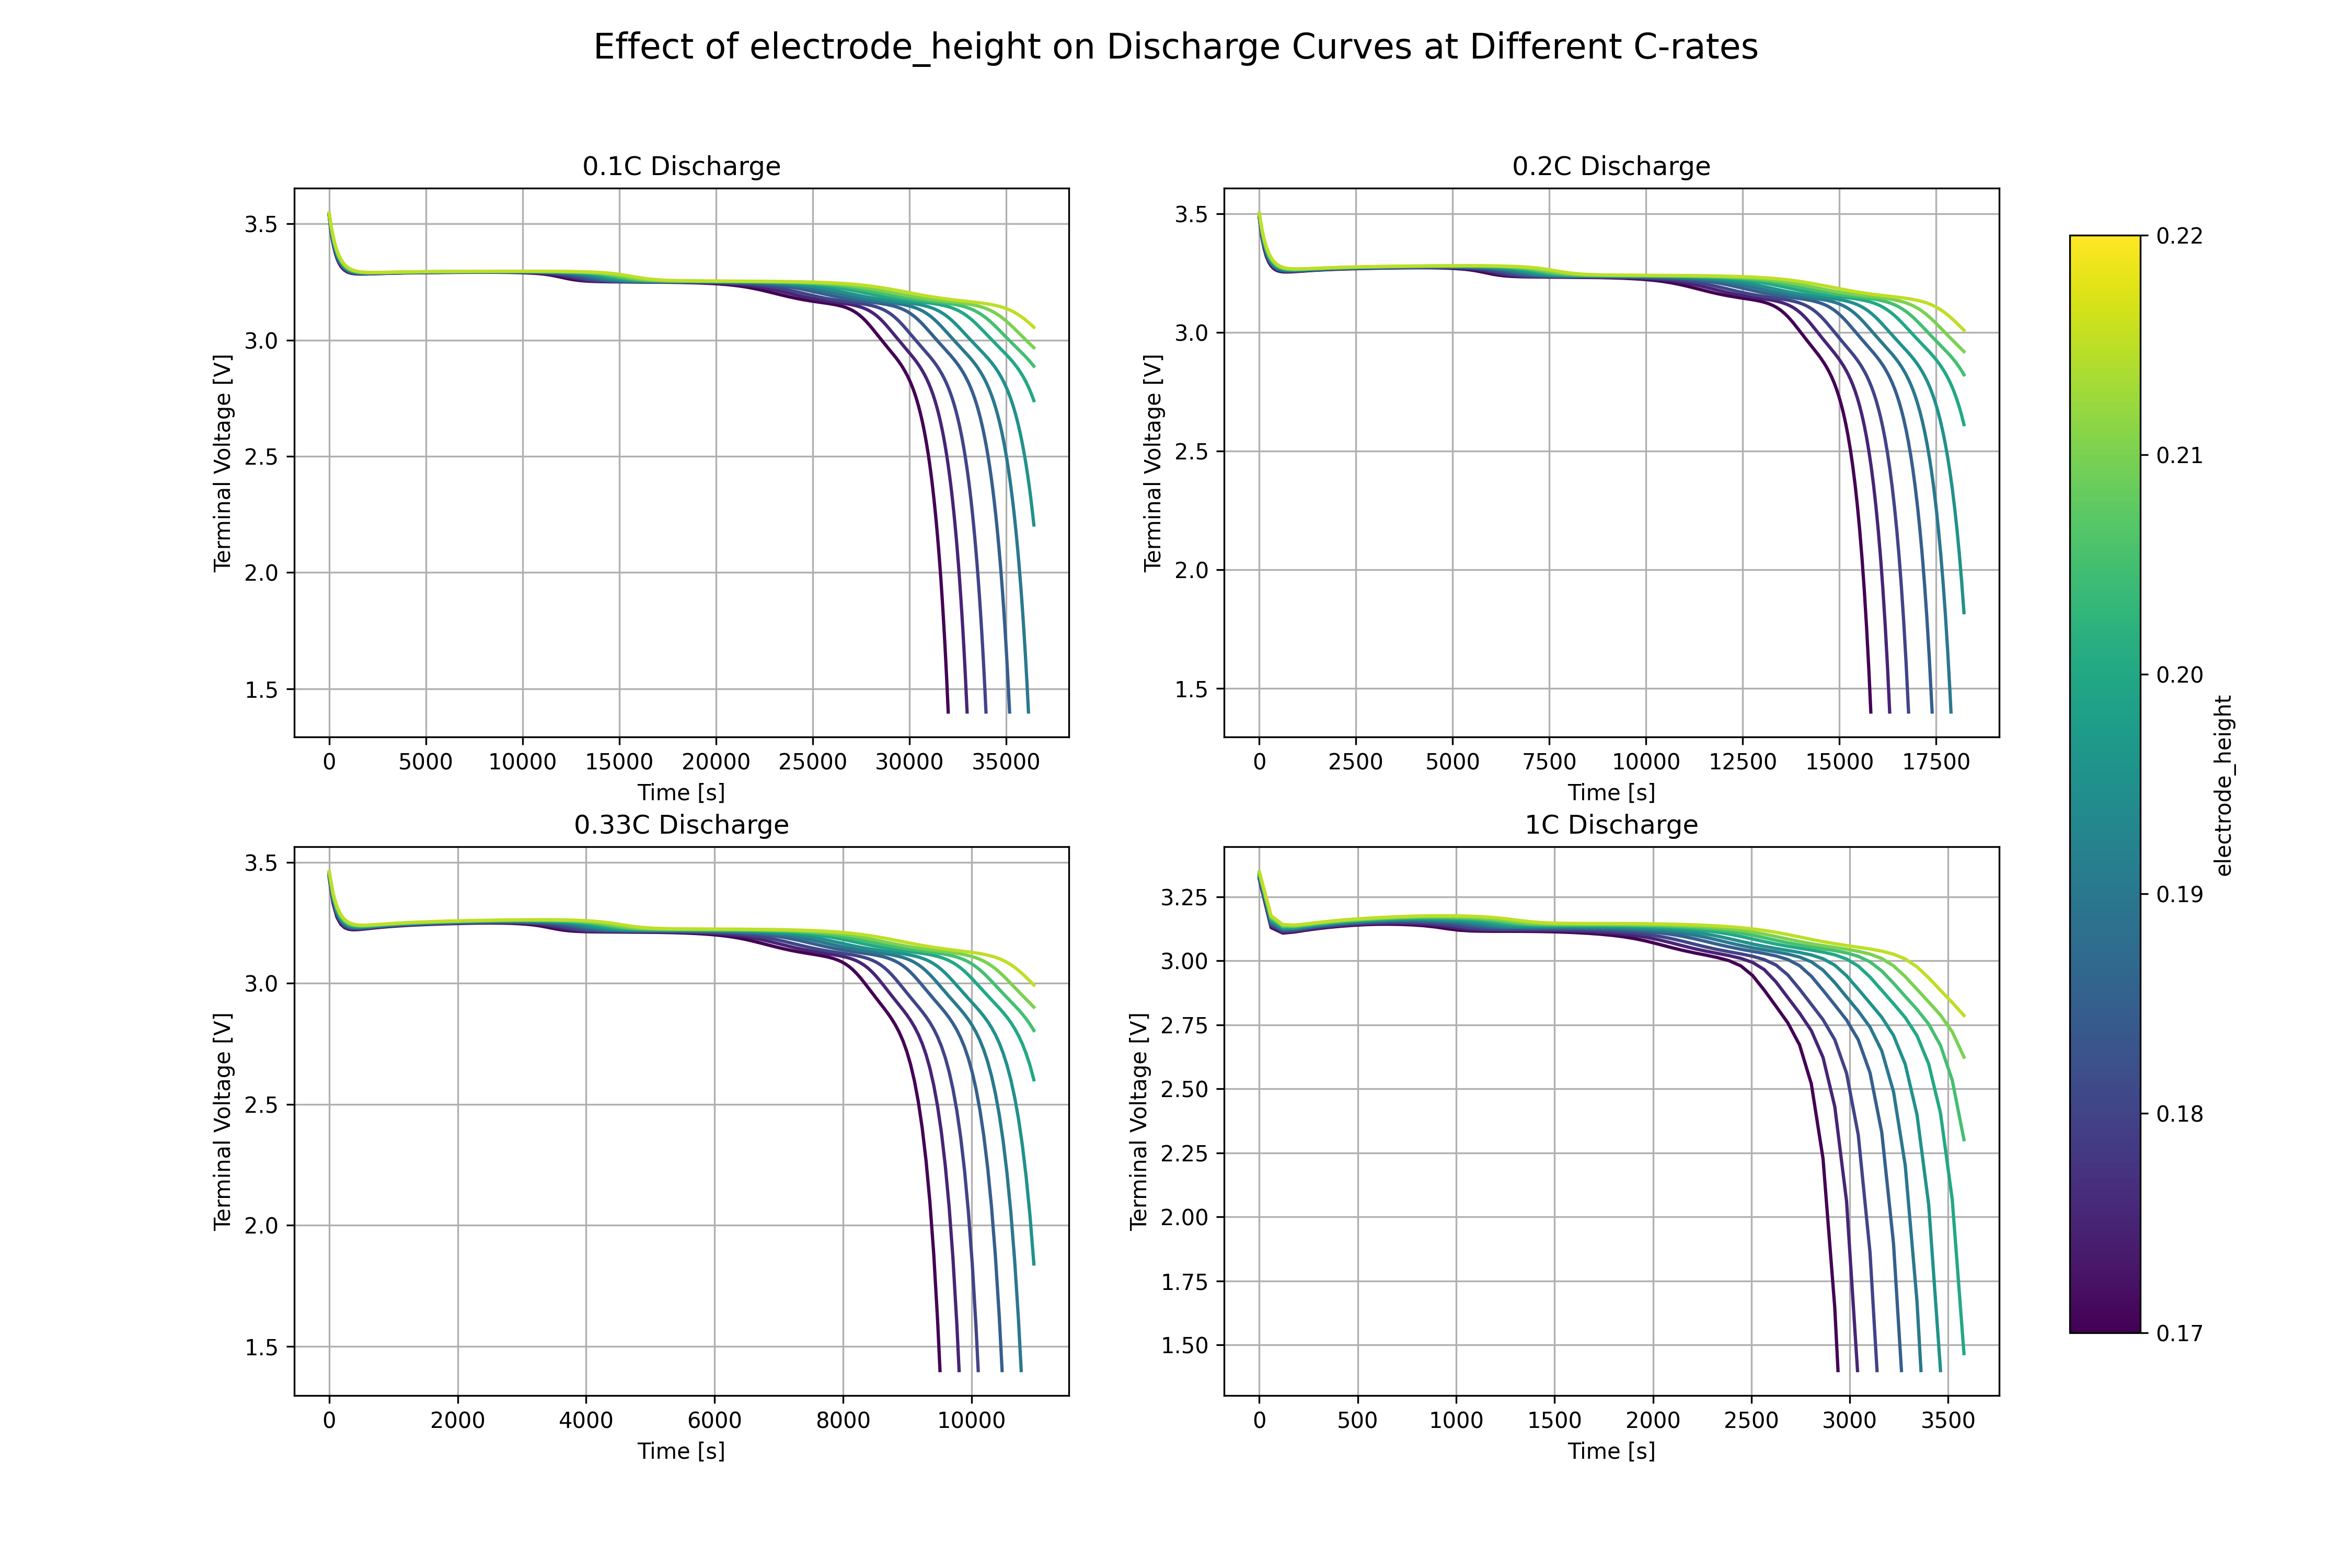 Effect of electrode_height on Discharge Curves at Different C-rates
0.1C Discharge
3.5
3.0
2.5
2.0
1.5
Terminal Voltage [V]
0 5000 10000 15000 20000 25000 30000 35000
Time [s]
0.2C Discharge
3.5
3.0
2.5
2.0
1.5
Terminal Voltage [V]
0 2500 5000 7500 10000 12500 15000 17500
Time [s]
0.33C Discharge
3.5
3.0
2.5
2.0
1.5
Terminal Voltage [V]
0 2000 4000 6000 8000 10000
Time [s]
1C Discharge
3.25
3.00
2.75
2.50
2.25
2.00
1.75
1.50
Terminal Voltage [V]
0 500 1000 1500 2000 2500 3000 3500
Time [s]
0.22
0.21
0.20
0.19
0.18
0.17
electrode_height